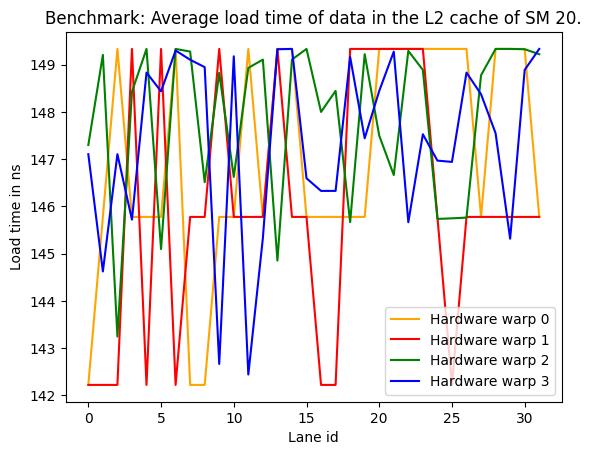 Benchmark: Average load time of data in the L2 cache of SM 20.
Load time in ns
149
148
147
146
145
144
143
142
0 5 10 15 20 25 30
Lane id
Hardware warp 0
Hardware warp 1
Hardware warp 2
Hardware warp 3